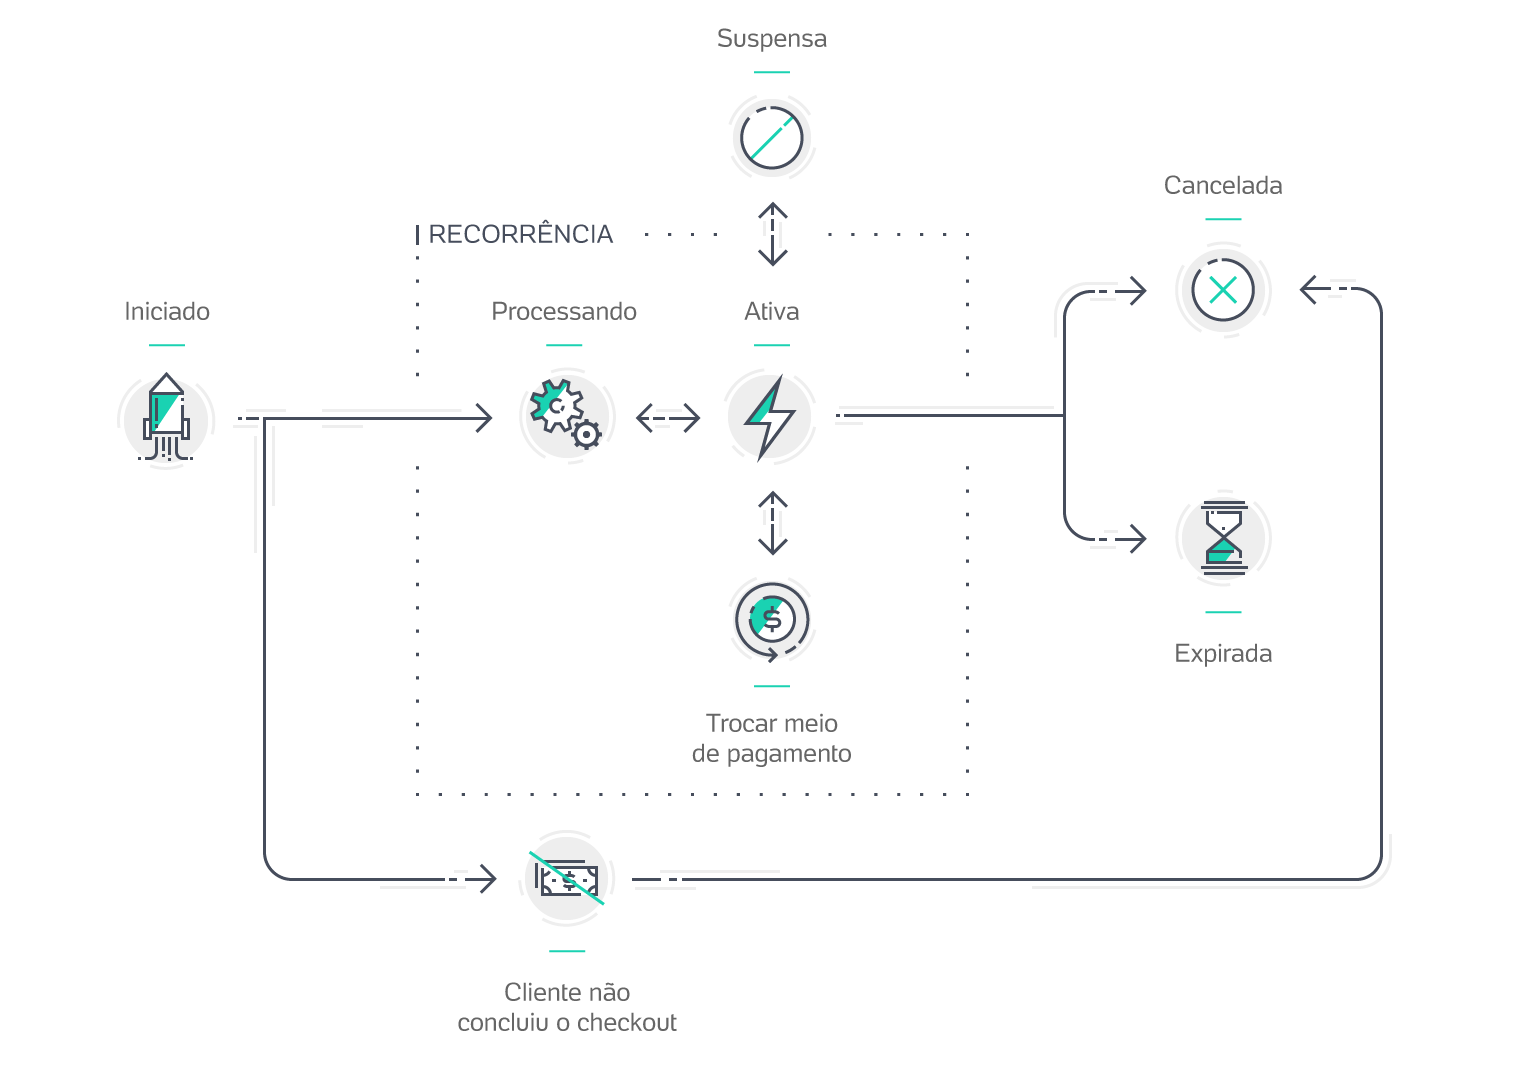 Suspensa
Cancelada
RECORRÊNCIA
Iniciado
Processando
Ativa
$
Expirada
Trocar meio
de pagamento
$
Cliente não
concluiu o checkout